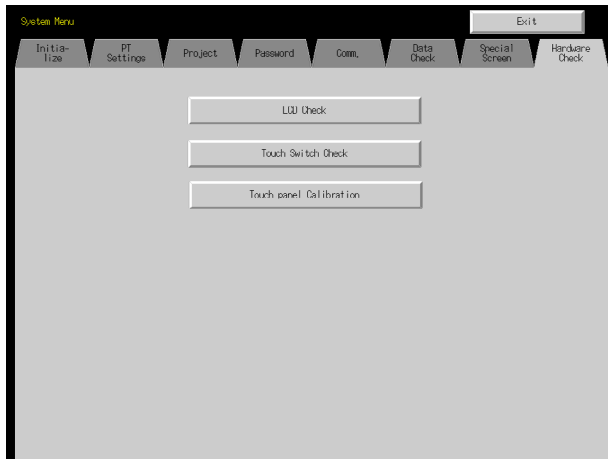 System Menu
Exit
Initia-
lize
PT
Settings
Project
Password
Comm.
Data
Check
Special
Screen
Hardware
Check
LCD Check
Touch Switch Check
Touch panel Calibration